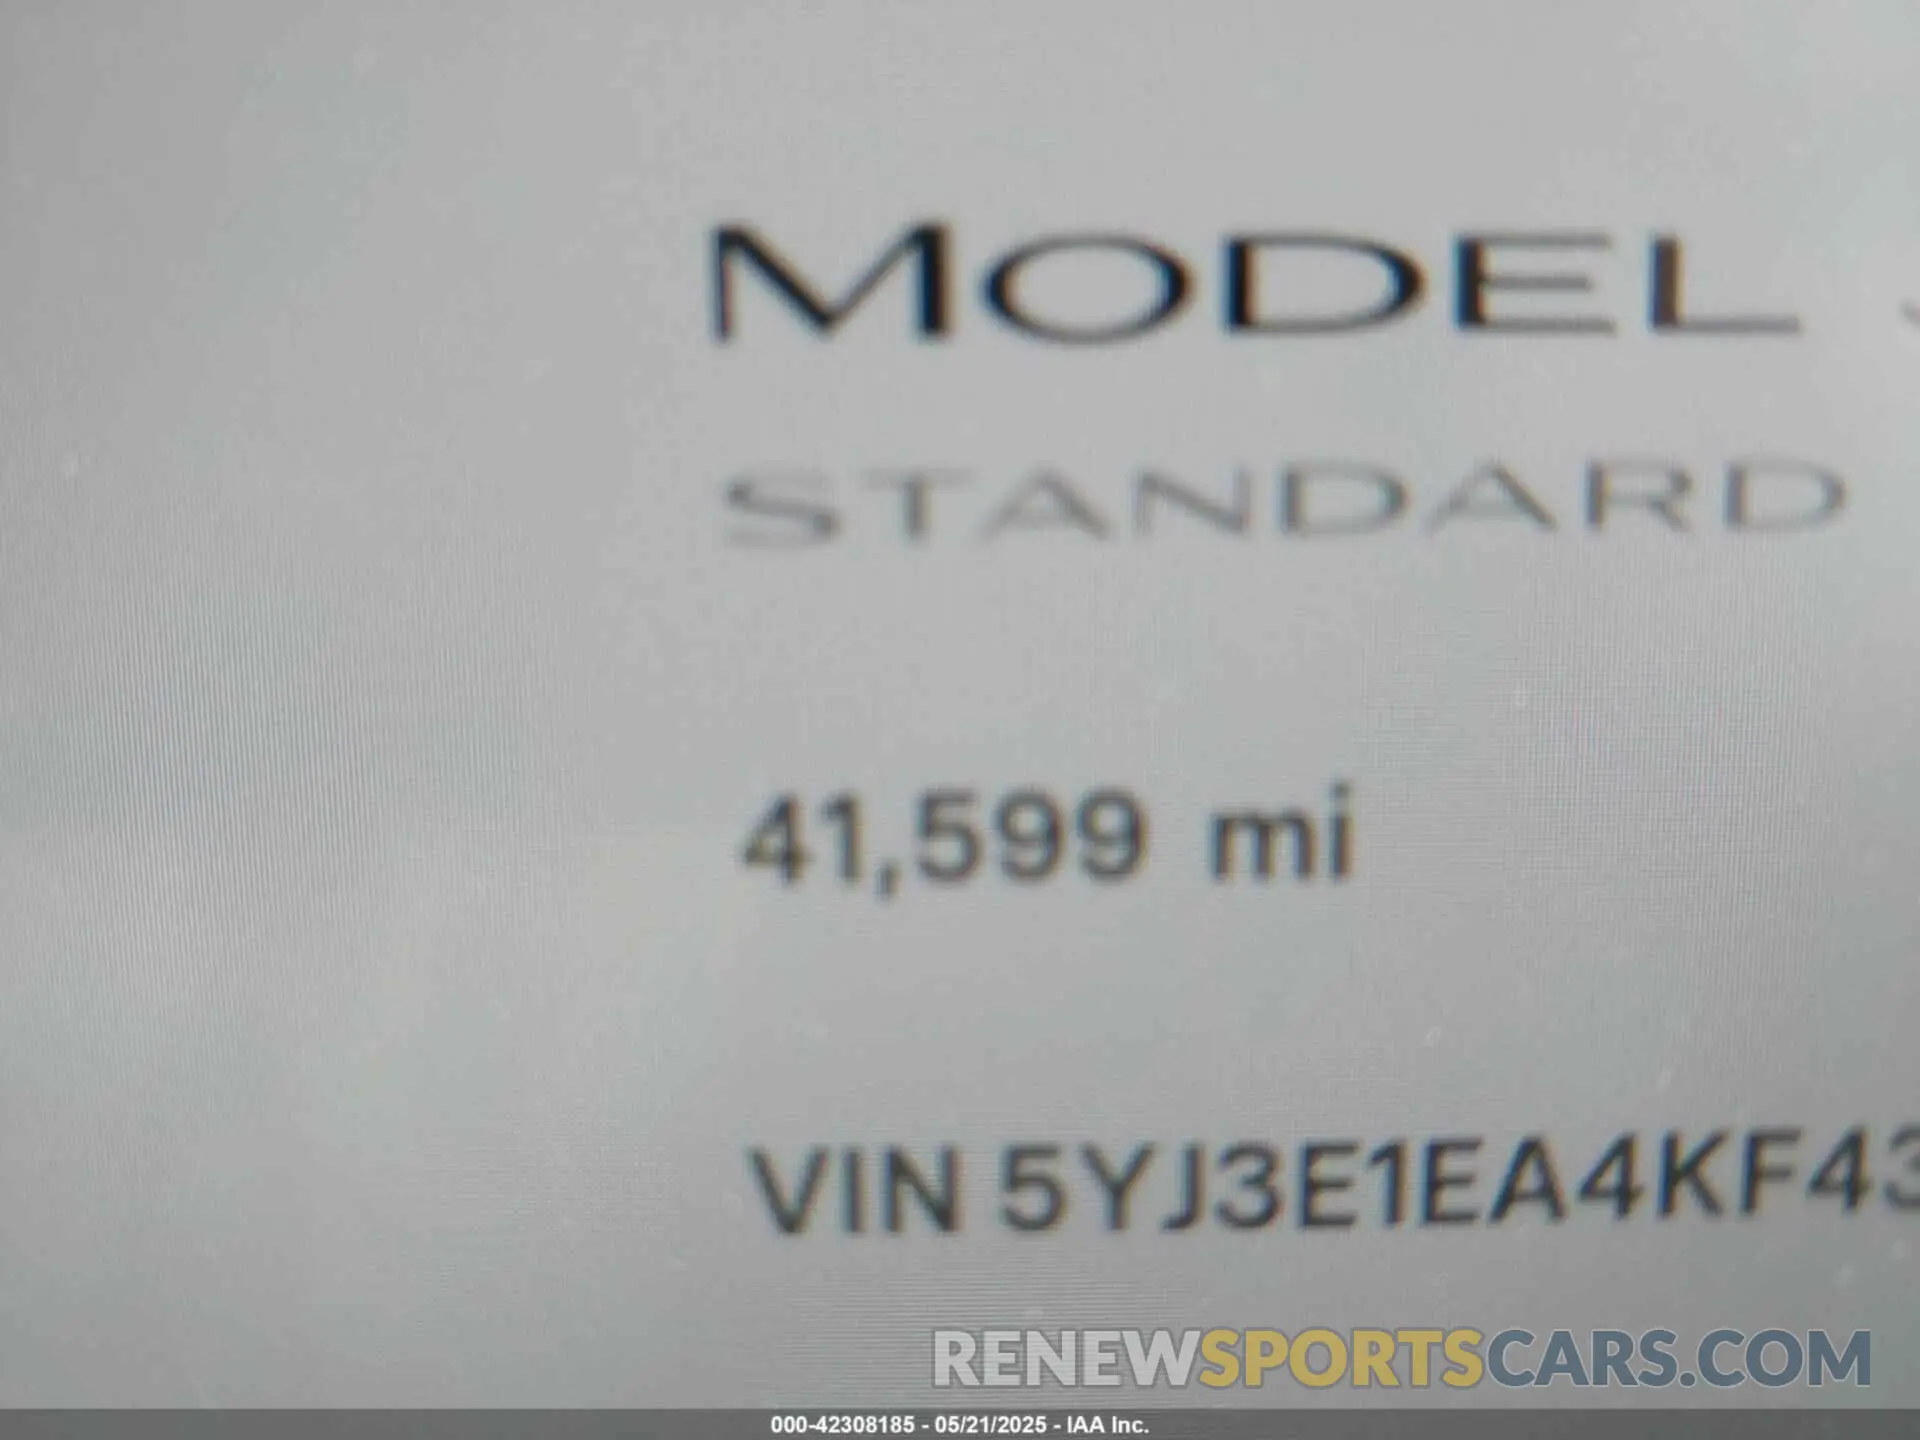 MODEL
STANDARD
41,599 mi
VIN 5YJ3E1EA4KF43
RENEWSPORTSCARS.COM
000-42308185 - 05/21/2025 - IAA Inc.